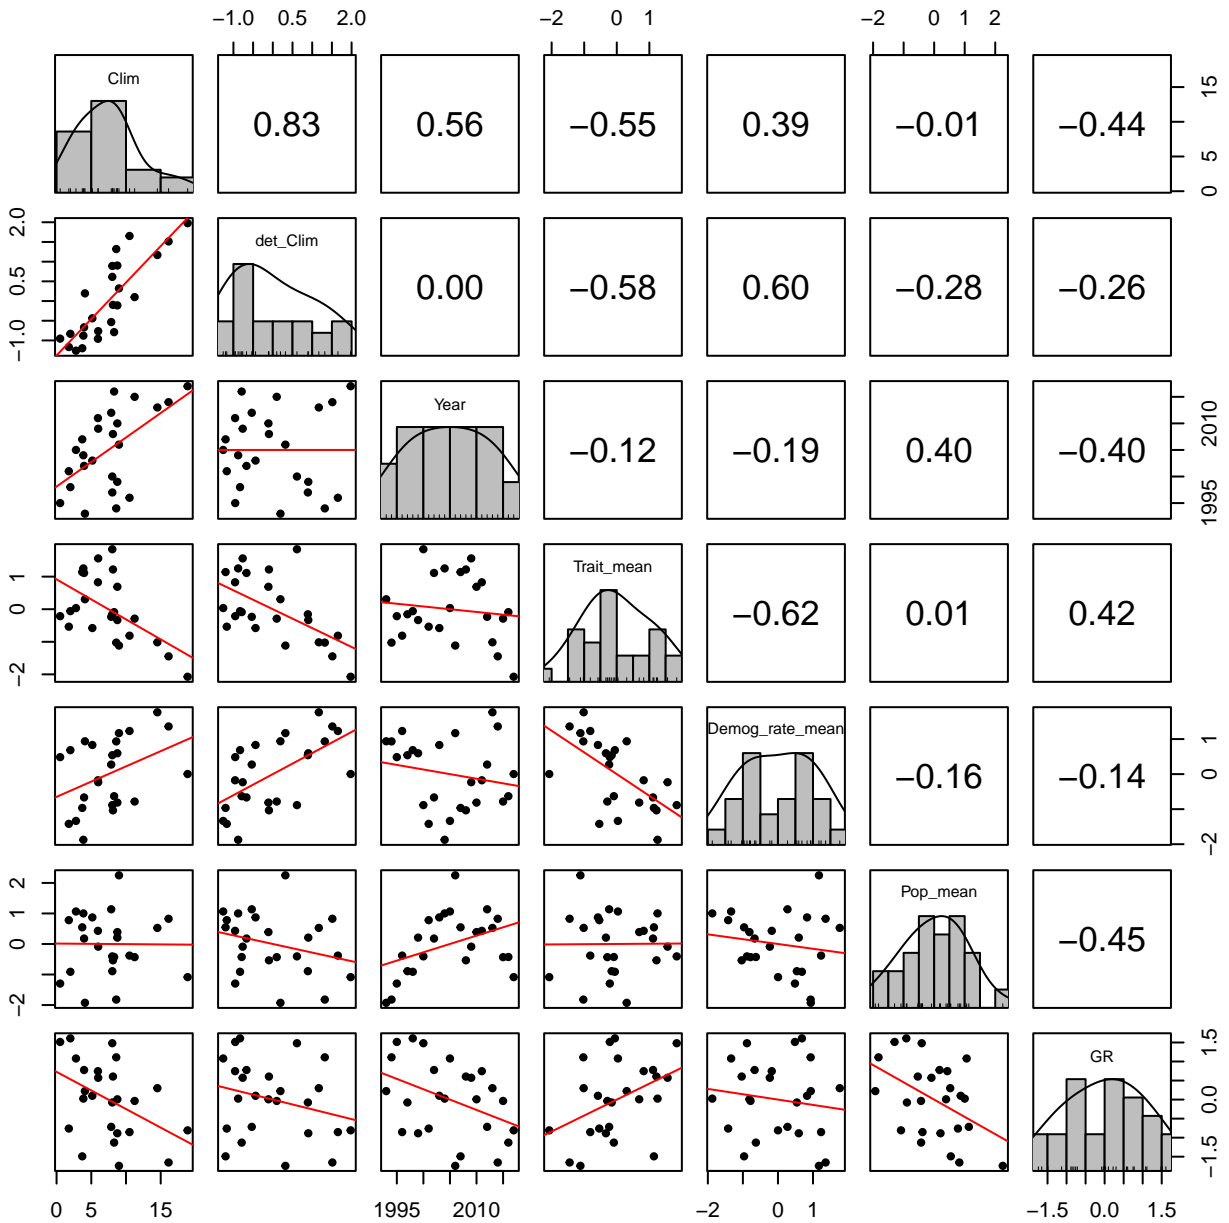 −1.0 0.5 2.0 −2 0 1 −2 0 1 2
Clim 0.83 0.56 −0.55 0.39 −0.01 −0.44 0 5 15
−1.0 0.5 2.0 det_Clim 0.00 −0.58 0.60 −0.28 −0.26
Year −0.12 −0.19 0.40 −0.40 1995 2010
−2 0 1 Trait_mean −0.62 0.01 0.42
Demog_rate_mean −0.16 −0.14 −2 0 1
−2 0 1 2 Pop_mean −0.45
GR −1.5 0.0 1.5
0 5 15 1995 2010 −2 0 1 −1.5 0.0 1.5